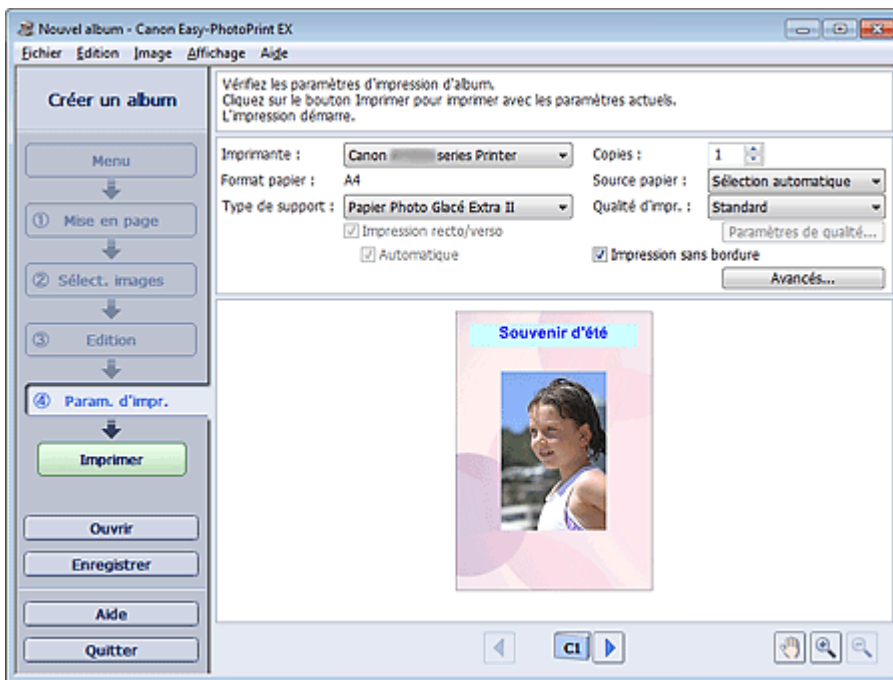 Nouvel album - Canon Easy-PhotoPrint EX
Fichier Edition Image Affichage Aide
Créer un album
Menu
① Mise en page
② Sélect. images
③ Edition
④ Param. d'impr.
Imprimer
Ouvrir
Enregistrer
Aide
Quitter
Vérifiez les paramètres d'impression d'album.
Cliquez sur le bouton Imprimer pour imprimer avec les paramètres actuels.
L'impression démarre.
Imprimante : Canon series Printer Copies : 1
Format papier : A4 Source papier : Sélection automatique
Type de support : Papier Photo Glacé Extra II Qualité d'impr. : Standard
Impression recto/verso Paramètres de qualité...
Automatique Impression sans bordure
Avancés...
Souvenir d'été
C1